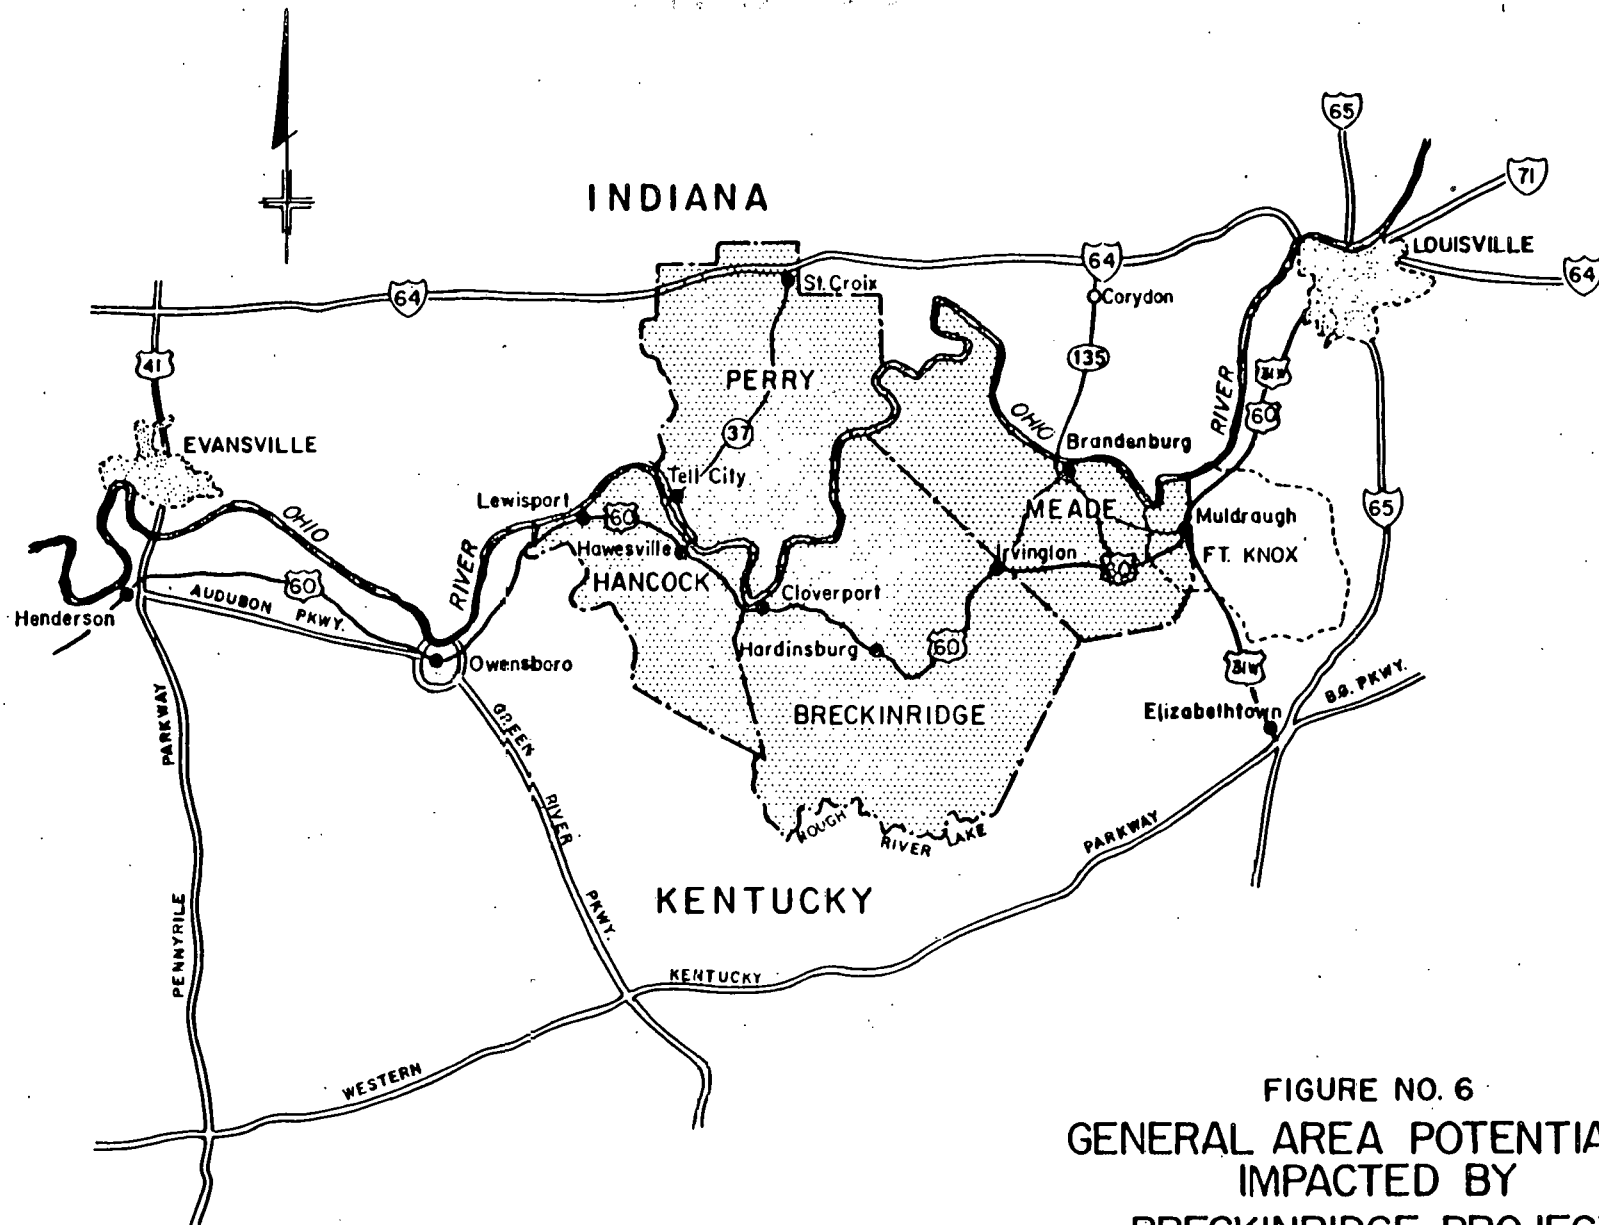 65
71
INDIANA
LOUISVILLE
64
64
St. Croix
64
Corydon
41
135
31W
PERRY
RIVER
60
OHIO
37
EVANSVILLE
Brandenburg
Tell City
Lewisport
OHIO
60
MEADE
Muldraugh
65
Hawesville
Irvington
FT. KNOX
RIVER
HANCOCK
60
60
AUDUBON
PKWY.
Cloverport
Henderson
Hardinsburg
60
Owensboro
31W
B.G. PKWY.
PARKWAY
GREEN
BRECKINRIDGE
Elizabethtown
RIVER
ROUGH
RIVER
LAKE
PARKWAY
KENTUCKY
PKWY.
PENNYRILE
KENTUCKY
WESTERN
FIGURE NO. 6
GENERAL AREA POTENTIA
IMPACTED BY
BRECKINRIDGE PROJECT